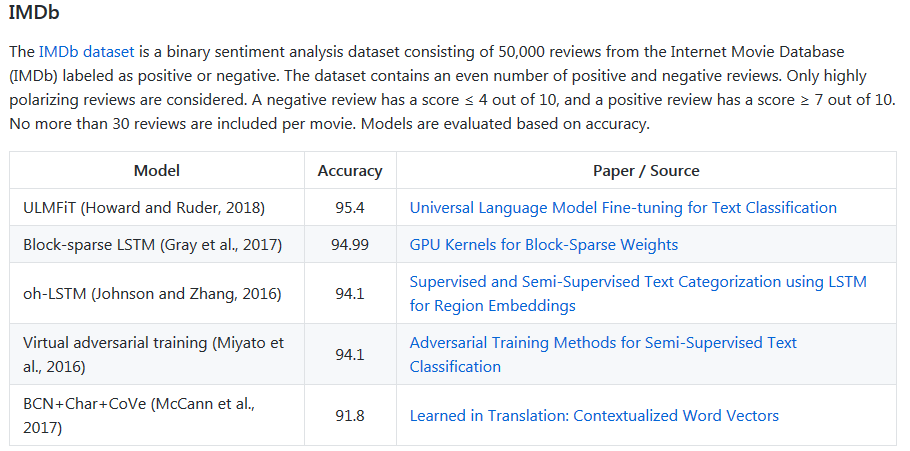 IMDb
The IMDb dataset is a binary sentiment analysis dataset consisting of 50,000 reviews from the Internet Movie Database
(IMDb) labeled as positive or negative. The dataset contains an even number of positive and negative reviews. Only highly
polarizing reviews are considered. A negative review has a score ≤ 4 out of 10, and a positive review has a score ≥ 7 out of 10.
No more than 30 reviews are included per movie. Models are evaluated based on accuracy.
Model Accuracy Paper / Source
ULMFiT (Howard and Ruder, 2018) 95.4 Universal Language Model Fine-tuning for Text Classification
Block-sparse LSTM (Gray et al., 2017) 94.99 GPU Kernels for Block-Sparse Weights
oh-LSTM (Johnson and Zhang, 2016) 94.1 Supervised and Semi-Supervised Text Categorization using LSTM
for Region Embeddings
Virtual adversarial training (Miyato et
al., 2016) 94.1 Adversarial Training Methods for Semi-Supervised Text
Classification
BCN+Char+CoVe (McCann et al.,
2017) 91.8 Learned in Translation: Contextualized Word Vectors